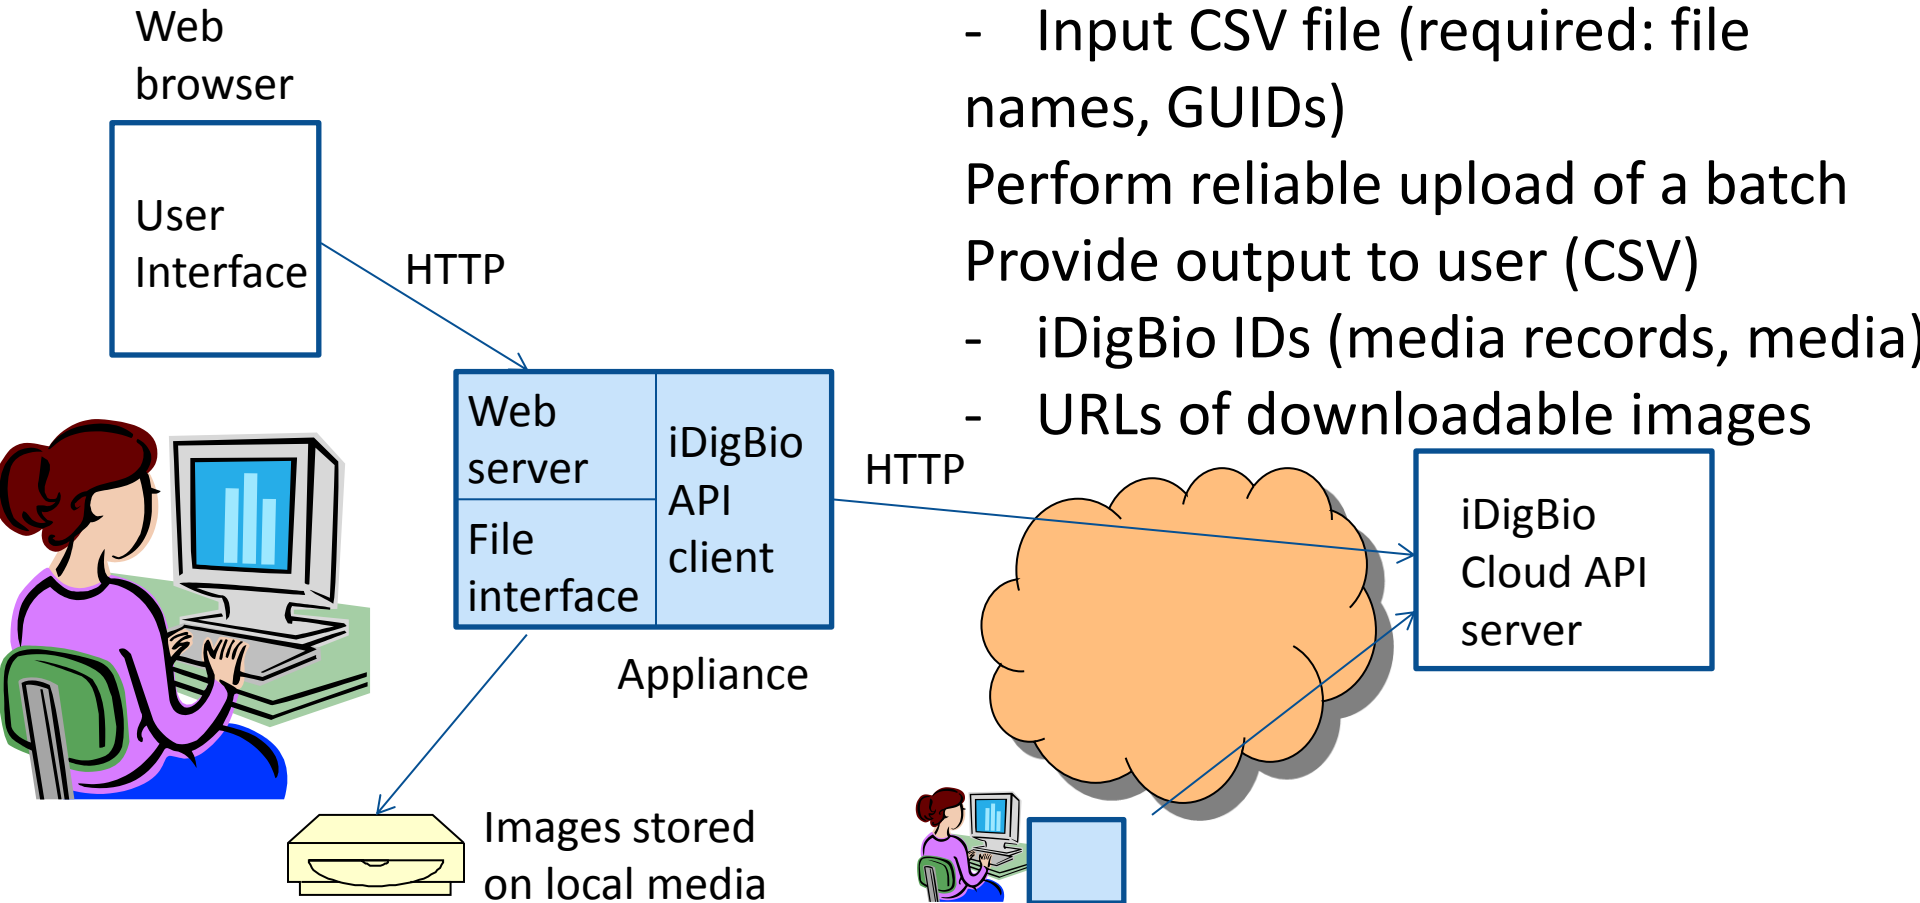 Web
browser
User
Interface
HTTP
- Input CSV file (required: file
names, GUIDs)
Perform reliable upload of a batch
Provide output to user (CSV)
- iDigBio IDs (media records, media)
- URLs of downloadable images
Web
server
File
interface
iDigBio
API
client
Appliance
HTTP
iDigBio
Cloud API
server
Images stored
on local media